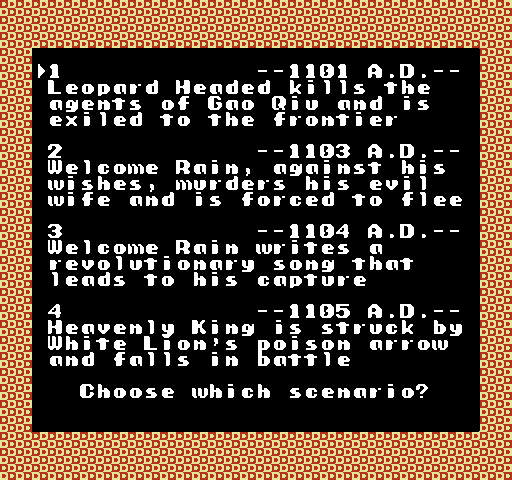 1 --1101 A.D.--
Leopard Headed kills the
agents of Gao Qiu and is
exiled to the frontier
2 --1103 A.D.--
Welcome Rain, against his
wishes, murders his evil
wife and is forced to flee
3 --1104 A.D.--
Welcome Rain writes a
revolutionary song that
leads to his capture
4 --1105 A.D.--
Heavenly King is struck by
White Lion's poison arrow
and falls in battle
Choose which scenario?